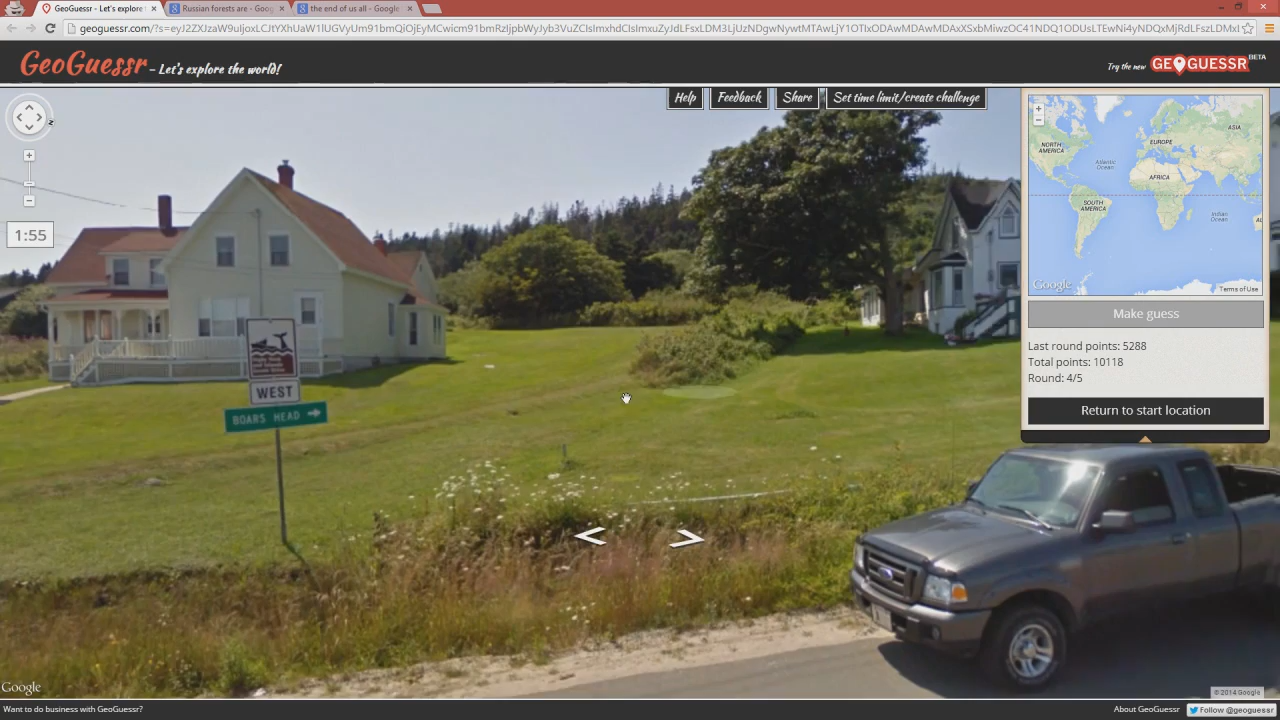 GeoGuessr - Let's explore
Russian forests are - Goog
the end of us all - Google
GeoGuessr - Let's explore the world!
Try the new GEOGUESSR BETA
Help
Feedback
Share
Set time limit/create challenge
1:55
NORTH AMERICA
EUROPE
ASIA
Atlantic Ocean
AFRICA
SOUTH AMERICA
Indian Ocean
AU
Google
Terms of Use
Make guess
Last round points: 5288
Total points: 10118
Round: 4/5
Return to start location
WEST
BOARS HEAD
Google
© 2014 Google
Want to do business with GeoGuessr?
About GeoGuessr
Follow @geoguessr